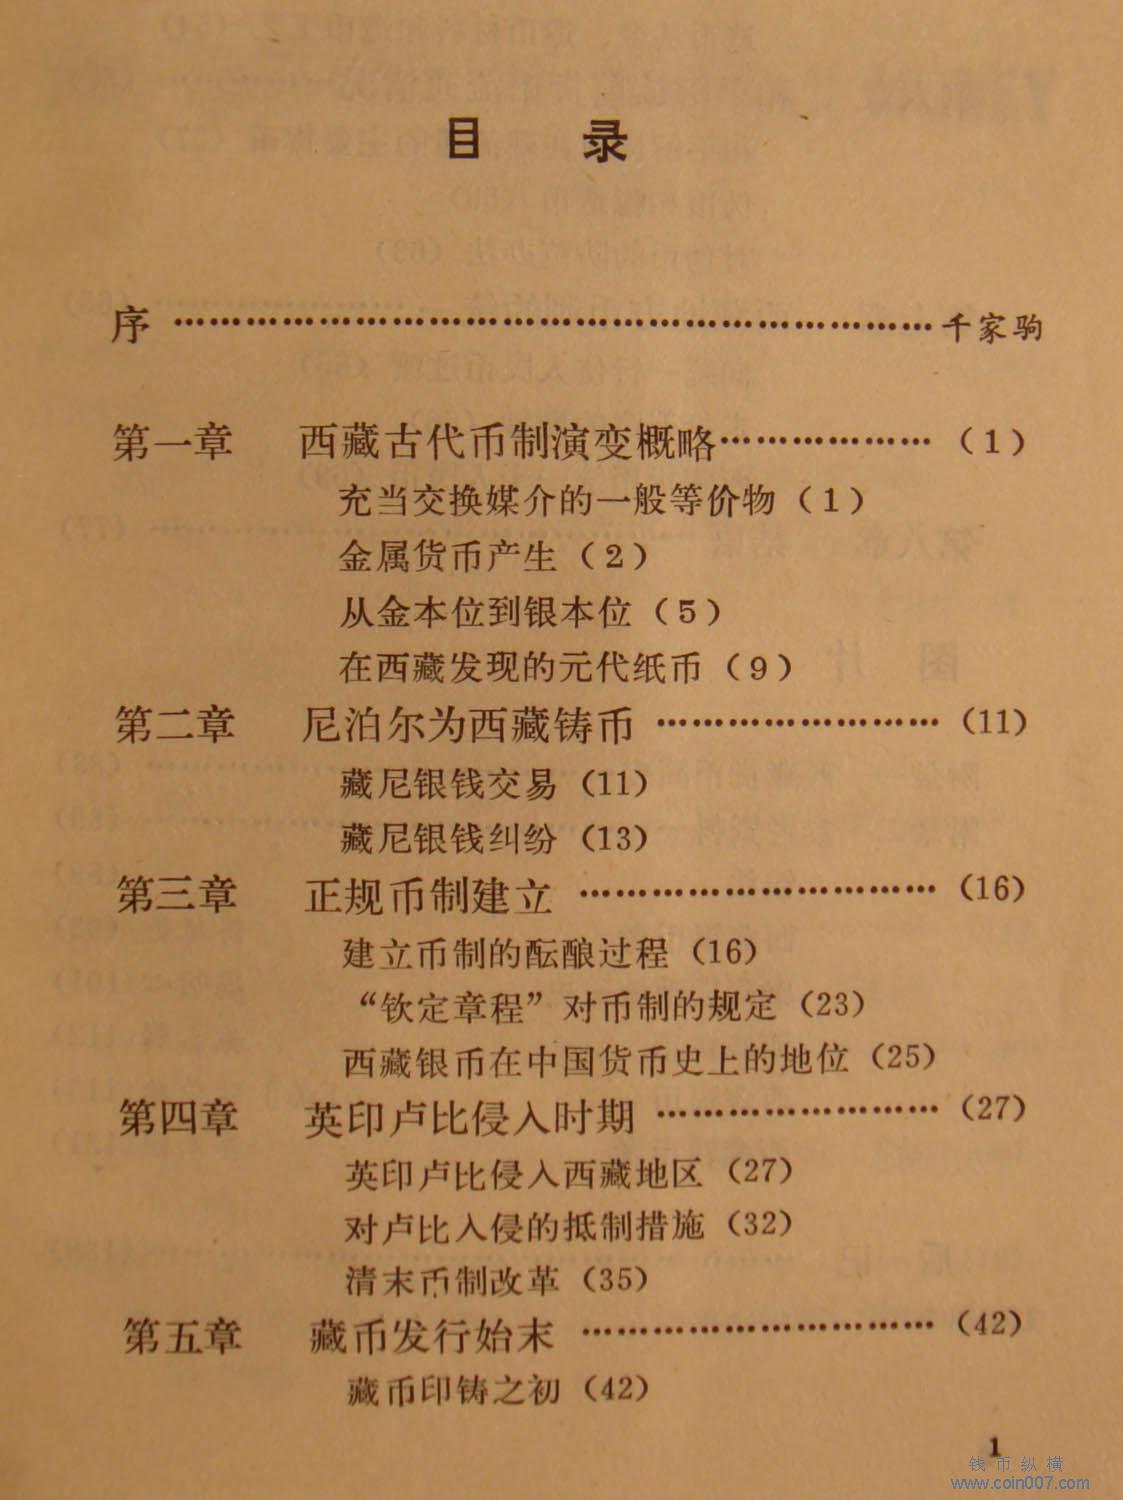 目 录
序 …………………………………………………… 千家驹
第一章 西藏古代币制演变概略……………… (1)
充当交换媒介的一般等价物(1)
金属货币产生(2)
从金本位到银本位(5)
在西藏发现的元代纸币(9)
第二章 尼泊尔为西藏铸币 …………………… (11)
藏尼银钱交易(11)
藏尼银钱纠纷(13)
第三章 正规币制建立 ………………………… (16)
建立币制的酝酿过程(16)
“钦定章程”对币制的规定(23)
西藏银币在中国货币史上的地位(25)
第四章 英印卢比侵入时期 …………………… (27)
英印卢比侵入西藏地区(27)
对卢比入侵的抵制措施(32)
清末币制改革(35)
第五章 藏币发行始末 ………………………… (42)
藏币印铸之初(42)
1
钱币纵横
www.coin007.com